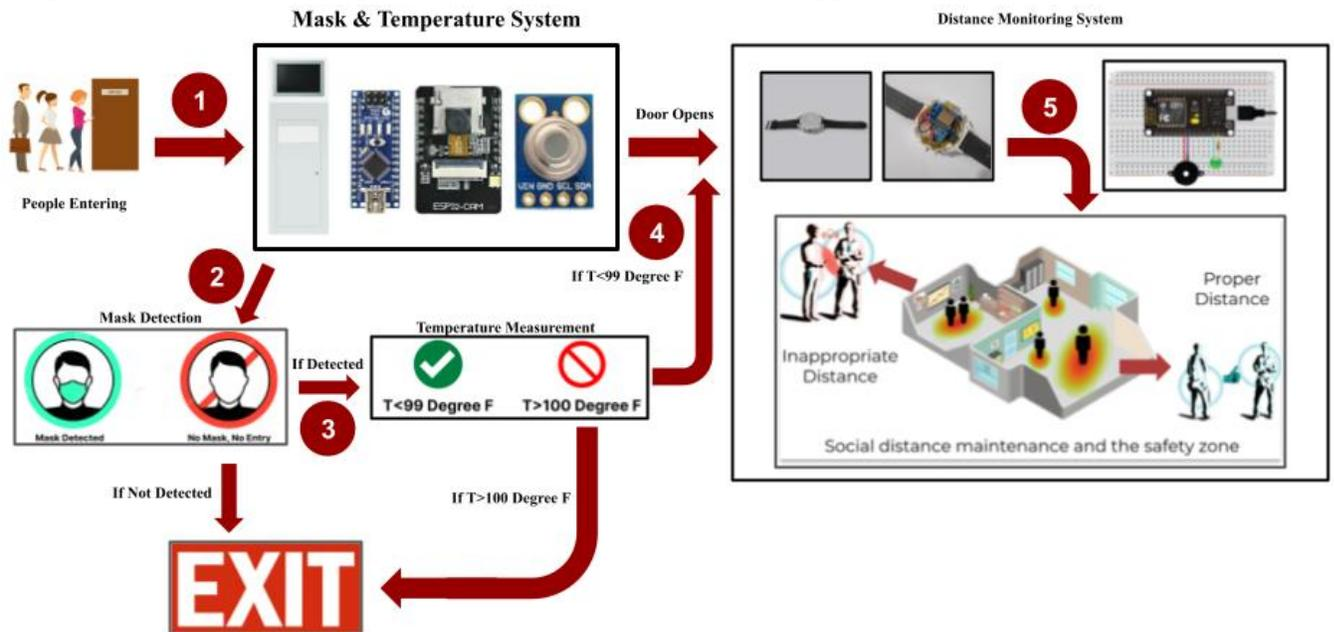 Mask & Temperature System
Distance Monitoring System
1
People Entering
VIN GND SCL SDA
ESP32-CAM
Door Opens
5
4
If T<99 Degree F
2
Mask Detection
Mask Detected
No Mask, No Entry
If Detected
3
Temperature Measurement
T<99 Degree F
T>100 Degree F
If Not Detected
If T>100 Degree F
EXIT
Inappropriate
Distance
Proper
Distance
Social distance maintenance and the safety zone